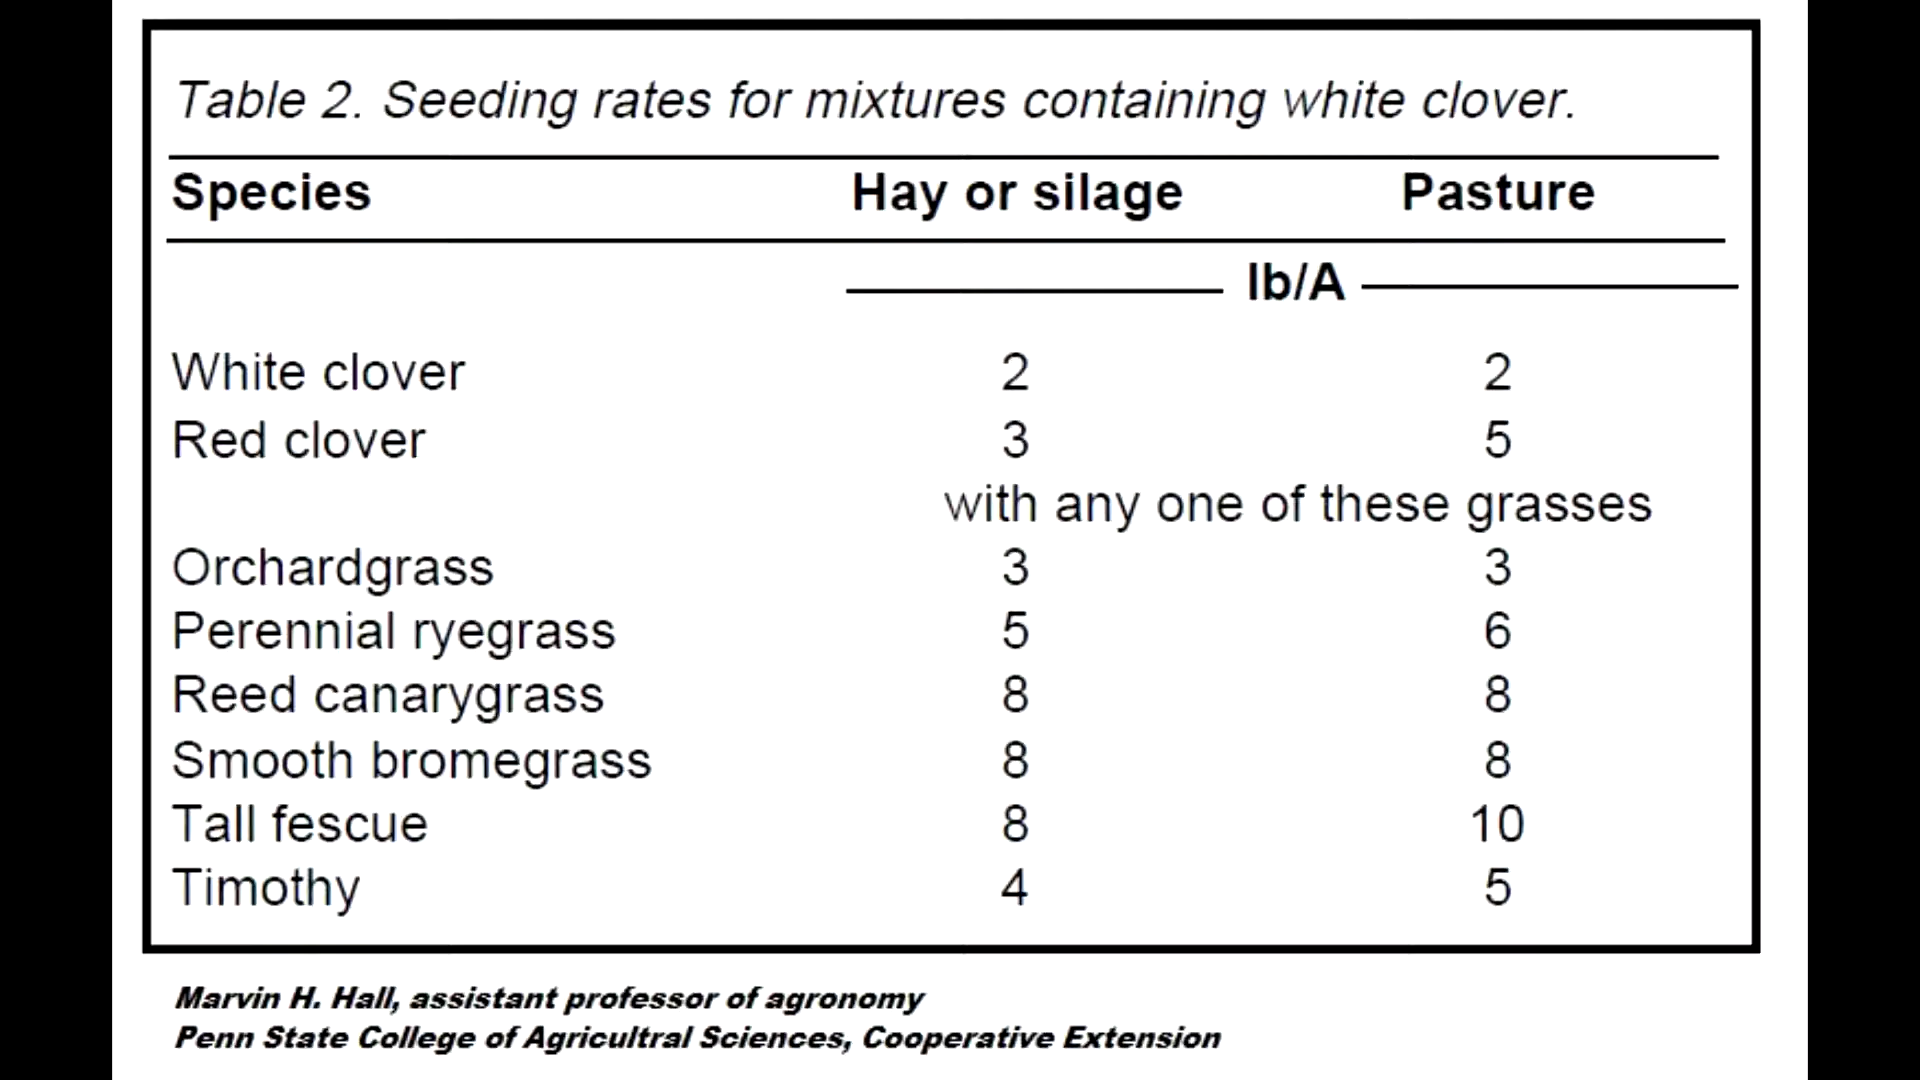 Table 2. Seeding rates for mixtures containing white clover.
Species Hay or silage Pasture
lb/A
White clover 2 2
Red clover 3 5
with any one of these grasses
Orchardgrass 3 3
Perennial ryegrass 5 6
Reed canarygrass 8 8
Smooth bromegrass 8 8
Tall fescue 8 10
Timothy 4 5
Marvin H. Hall, assistant professor of agronomy
Penn State College of Agricultral Sciences, Cooperative Extension